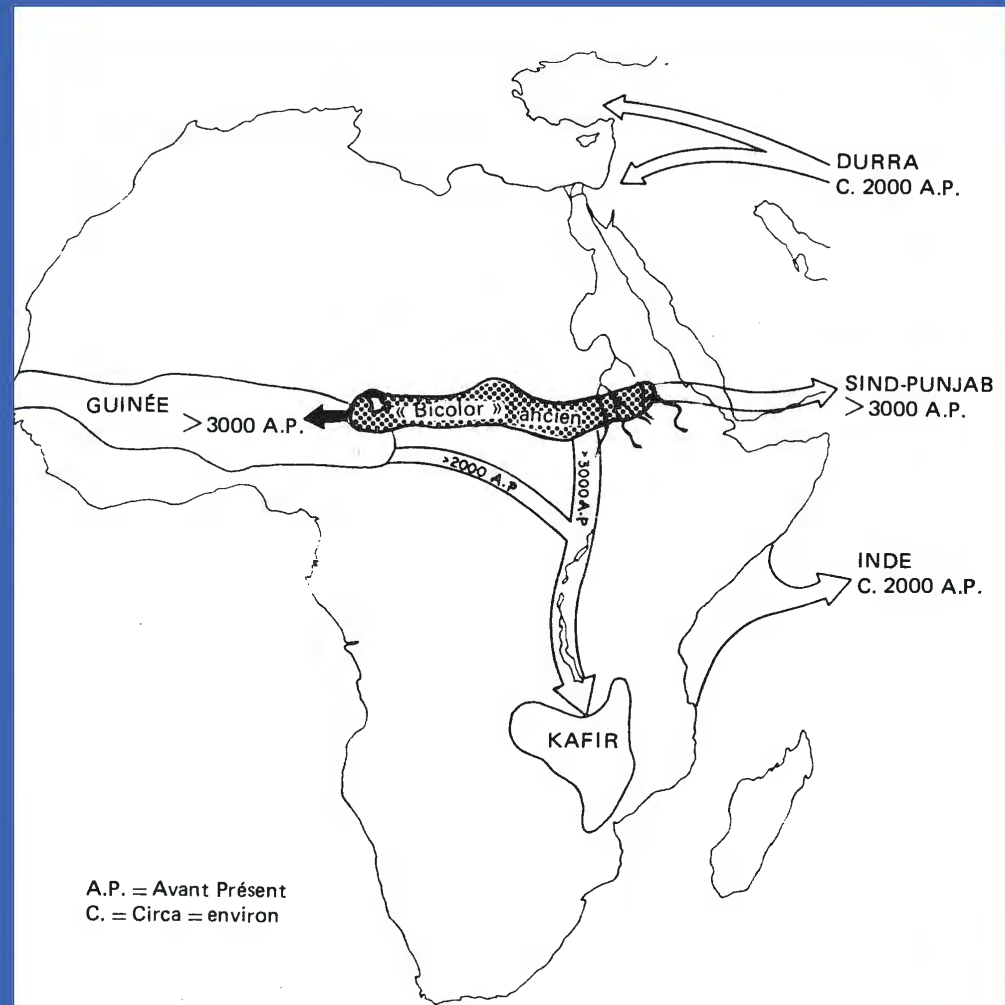 DURRA
C. 2000 A.P.
SIND-PUNJAB
>3000 A.P.
GUINÉE
>3000 A.P.
« Bicolor » ancien
>2000 A.P
>3000 A.P
INDE
C. 2000 A.P.
KAFIR
A.P. = Avant Présent
C. = Circa = environ